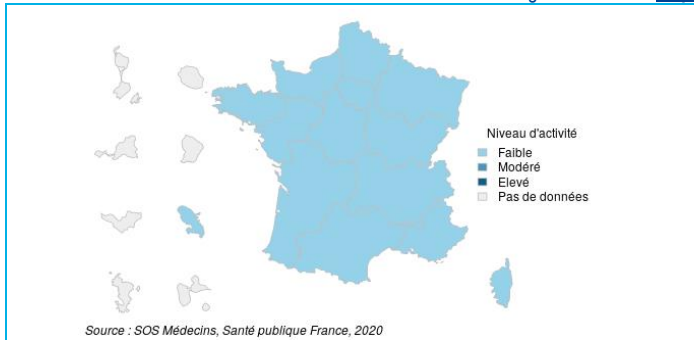 Niveau d'activité
Faible
Modéré
Elevé
Pas de données
Source : SOS Médecins, Santé publique France, 2020